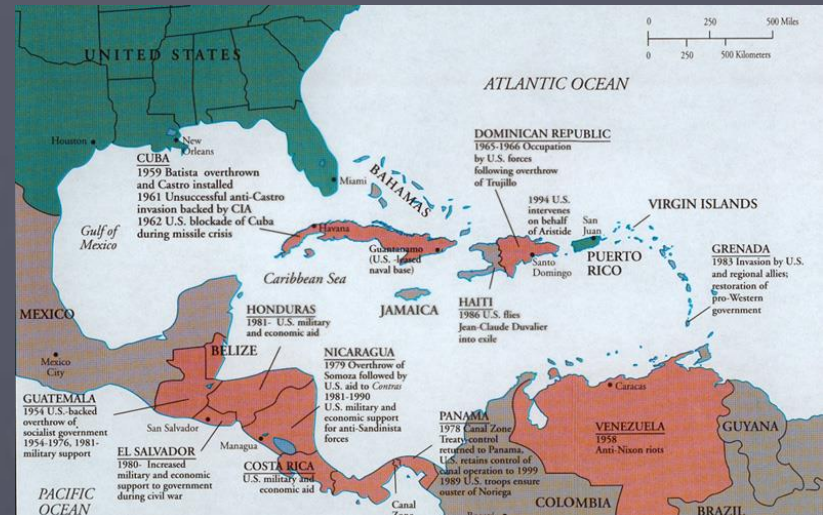 0 250 500 Miles
0 250 500 Kilometers
UNITED STATES
ATLANTIC OCEAN
Houston
New
Orleans
Miami
BAHAMAS
Gulf of
Mexico
CUBA
1959 Batista overthrown
and Castro installed
1961 Unsuccessful anti-Castro
invasion backed by CIA
1962 U.S. blockade of Cuba
during missile crisis
Havana
Guantanamo
(U.S. -leased
naval base)
DOMINICAN REPUBLIC
1965-1966 Occupation
by U.S. forces
following overthrow
of Trujillo
1994 U.S.
intervenes
on behalf
of Aristide
San
Juan
VIRGIN ISLANDS
PUERTO
RICO
Santo
Domingo
GRENADA
1983 Invasion by U.S.
and regional allies;
restoration of
pro-Western
government
Caribbean Sea
JAMAICA
HAITI
1986 U.S. flies
Jean-Claude Duvalier
into exile
MEXICO
Mexico
City
BELIZE
HONDURAS
1981- U.S. military
and economic aid
NICARAGUA
1979 Overthrow of
Somoza followed by
U.S. aid to Contras
1981-1990
U.S. military and
economic support
for anti-Sandinista
forces
GUATEMALA
1954 U.S.-backed
overthrow of
socialist government
1954-1976, 1981-
military support
San Salvador
EL SALVADOR
1980- Increased
military and economic
support to government
during civil war
Managua
COSTA RICA
U.S. military and
economic aid
PANAMA
1978 Canal Zone
Treaty-control
returned to Panama,
U.S. retains control of
canal operation to 1999
1989 U.S. troops ensure
ouster of Noriega
Canal
Caracas
VENEZUELA
1958
Anti-Nixon riots
GUYANA
COLOMBIA
BRAZIL
PACIFIC
OCEAN